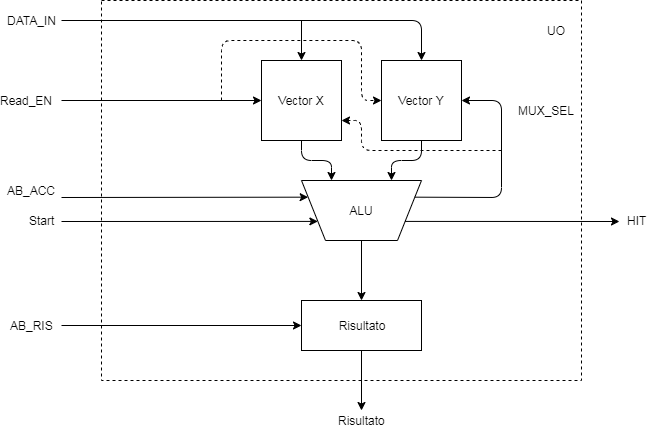 DATA_IN
UO
Read_EN
Vector X
Vector Y
MUX_SEL
AB_ACC
ALU
Start
HIT
AB_RIS
Risultato
Risultato